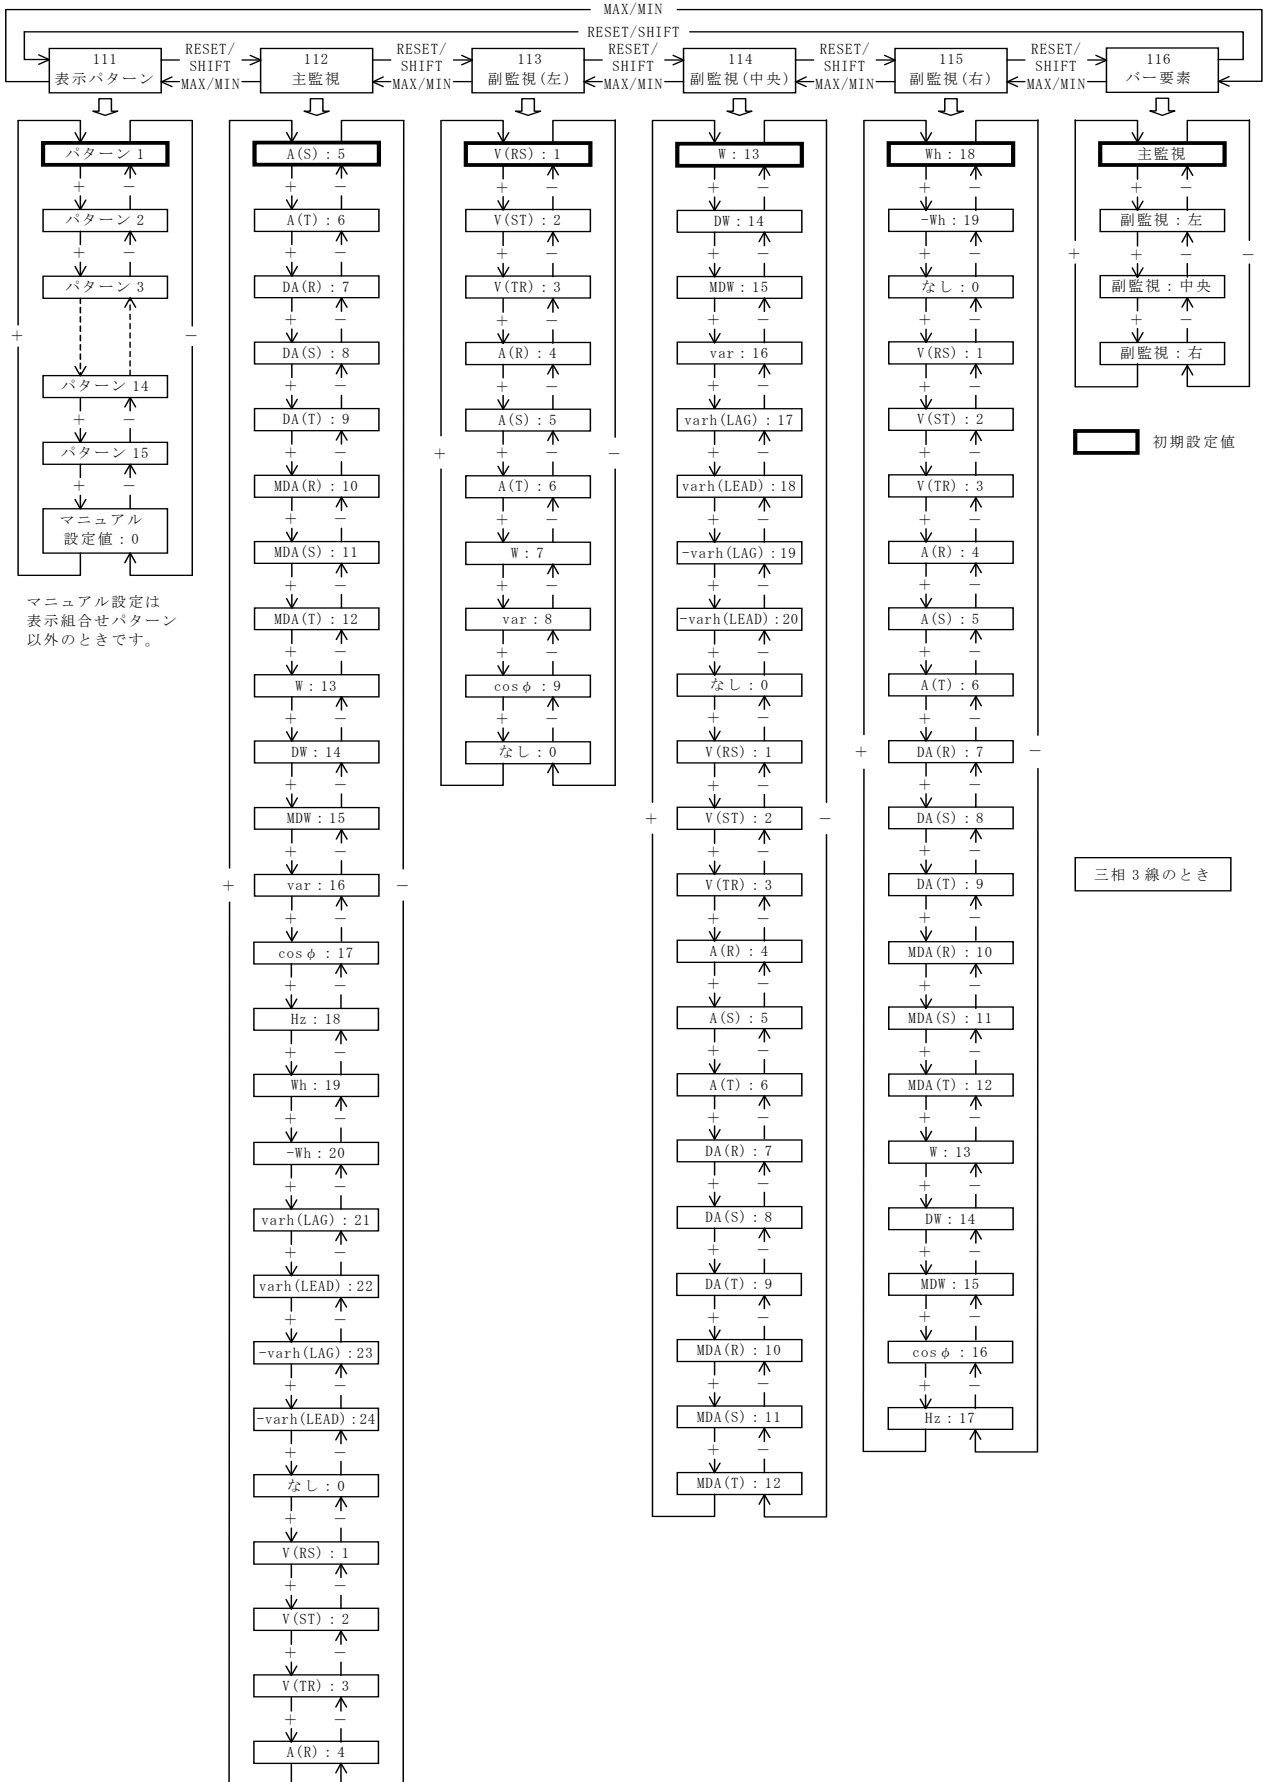 MAX/MIN
RESET/SHIFT
111
表示パターン
RESET/
SHIFT
MAX/MIN
112
主監視
RESET/
SHIFT
MAX/MIN
113
副監視(左)
RESET/
SHIFT
MAX/MIN
114
副監視(中央)
RESET/
SHIFT
MAX/MIN
115
副監視(右)
RESET/
SHIFT
MAX/MIN
116
バー要素
パターン 1
+ −
パターン 2
+ −
パターン 3
+ −
パターン 14
+ −
パターン 15
+ −
マニュアル
設定値:0
マニュアル設定は
表示組合せパターン
以外のときです。
A(S):5
+ −
A(T):6
+ −
DA(R):7
+ −
DA(S):8
+ −
DA(T):9
+ −
MDA(R):10
+ −
MDA(S):11
+ −
MDA(T):12
+ −
W:13
+ −
DW:14
+ −
MDW:15
+ −
+ var:16 −
+ −
cosφ:17
+ −
Hz:18
+ −
Wh:19
+ −
-Wh:20
+ −
varh(LAG):21
+ −
varh(LEAD):22
+ −
-varh(LAG):23
+ −
-varh(LEAD):24
+ −
なし:0
+ −
V(RS):1
+ −
V(ST):2
+ −
V(TR):3
+ −
A(R):4
V(RS):1
+ −
V(ST):2
+ −
V(TR):3
+ −
A(R):4
+ −
A(S):5
+ + − −
A(T):6
+ −
W:7
+ −
var:8
+ −
cosφ:9
+ −
なし:0
W:13
+ −
DW:14
+ −
MDW:15
+ −
var:16
+ −
varh(LAG):17
+ −
varh(LEAD):18
+ −
-varh(LAG):19
+ −
-varh(LEAD):20
+ −
なし:0
+ −
V(RS):1
+ −
+ V(ST):2 −
+ −
V(TR):3
+ −
A(R):4
+ −
A(S):5
+ −
A(T):6
+ −
DA(R):7
+ −
DA(S):8
+ −
DA(T):9
+ −
MDA(R):10
+ −
MDA(S):11
+ −
MDA(T):12
Wh:18
+ −
-Wh:19
+ −
なし:0
+ −
V(RS):1
+ −
V(ST):2
+ −
V(TR):3
+ −
A(R):4
+ −
A(S):5
+ −
A(T):6
+ −
+ DA(R):7 −
+ −
DA(S):8
+ −
DA(T):9
+ −
MDA(R):10
+ −
MDA(S):11
+ −
MDA(T):12
+ −
W:13
+ −
DW:14
+ −
MDW:15
+ −
cosφ:16
+ −
Hz:17
主監視
+ −
副監視:左
+ + − −
副監視:中央
+ −
副監視:右
初期設定値
三相3線のとき